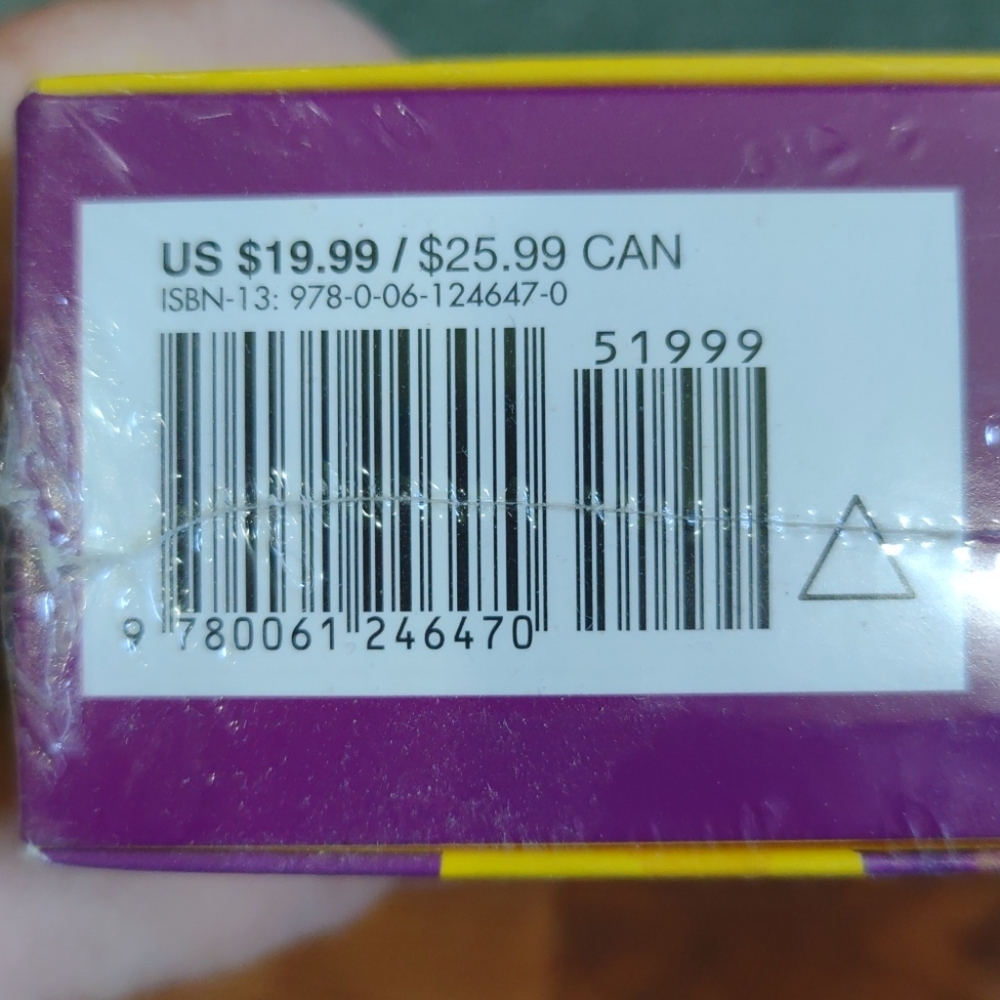 US $19.99 / $25.99 CAN
ISBN-13: 978-0-06-124647-0
51999
9 780061 246470